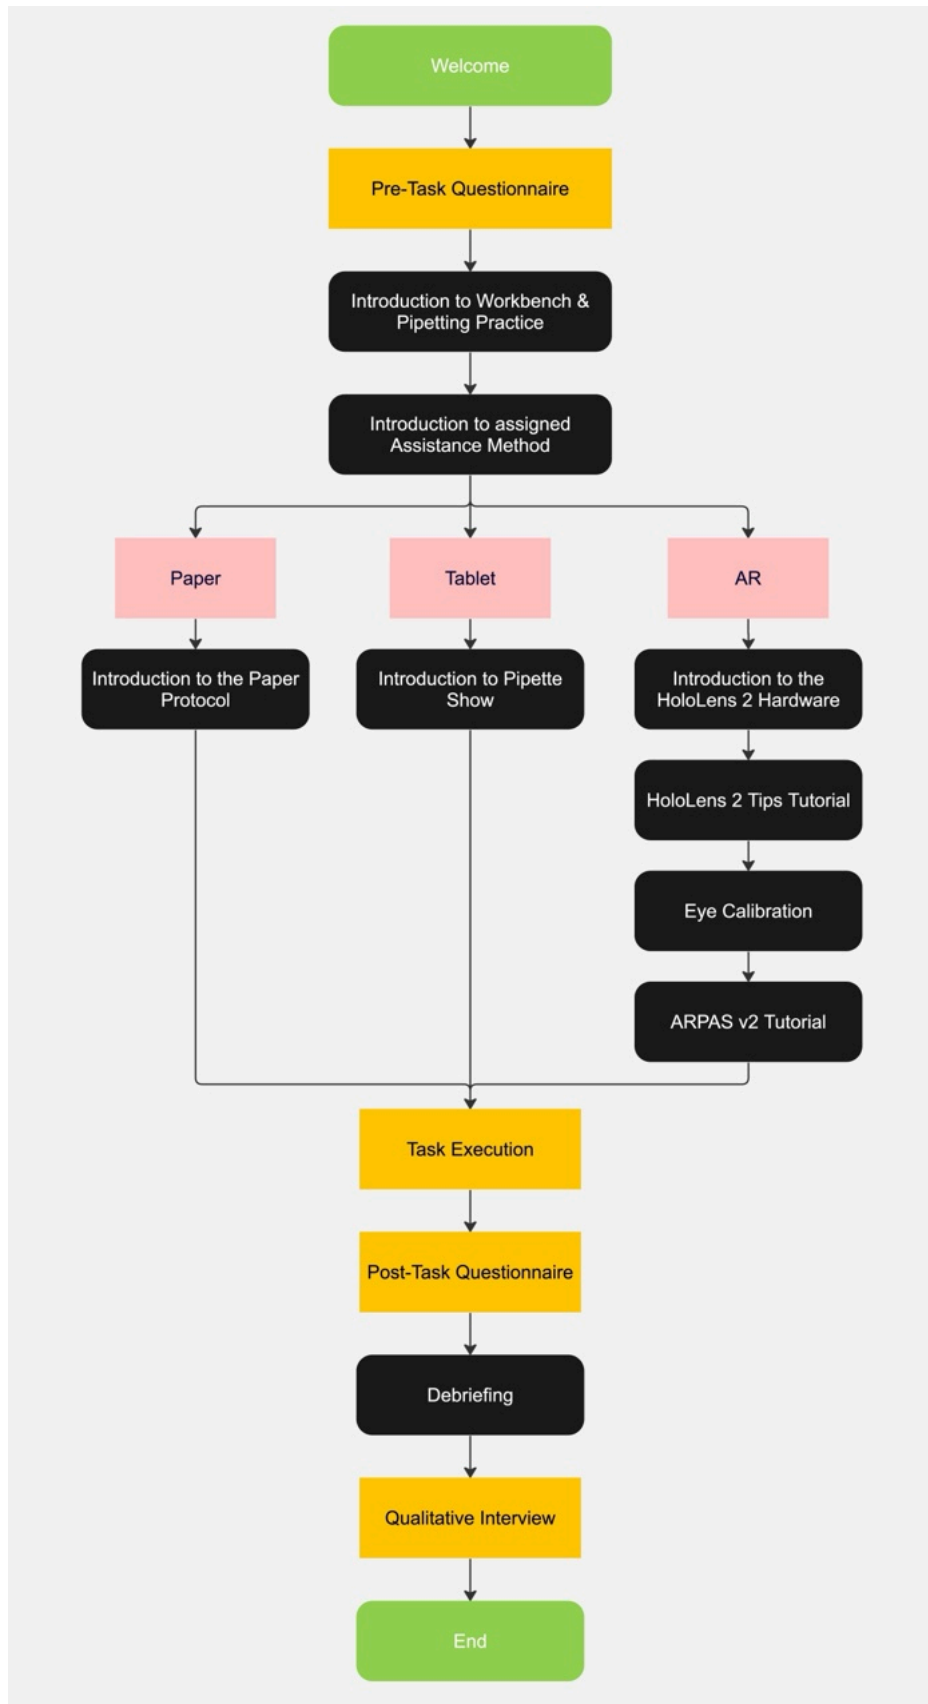 Welcome
Pre-Task Questionnaire
Introduction to Workbench &
Pipetting Practice
Introduction to assigned
Assistance Method
Paper
Tablet
AR
Introduction to the Paper
Protocol
Introduction to Pipette
Show
Introduction to the
HoloLens 2 Hardware
HoloLens 2 Tips Tutorial
Eye Calibration
ARPAS v2 Tutorial
Task Execution
Post-Task Questionnaire
Debriefing
Qualitative Interview
End